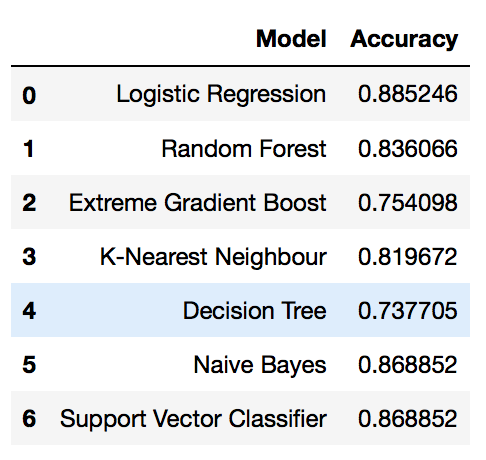 Model Accuracy
0 Logistic Regression 0.885246
1 Random Forest 0.836066
2 Extreme Gradient Boost 0.754098
3 K-Nearest Neighbour 0.819672
4 Decision Tree 0.737705
5 Naive Bayes 0.868852
6 Support Vector Classifier 0.868852